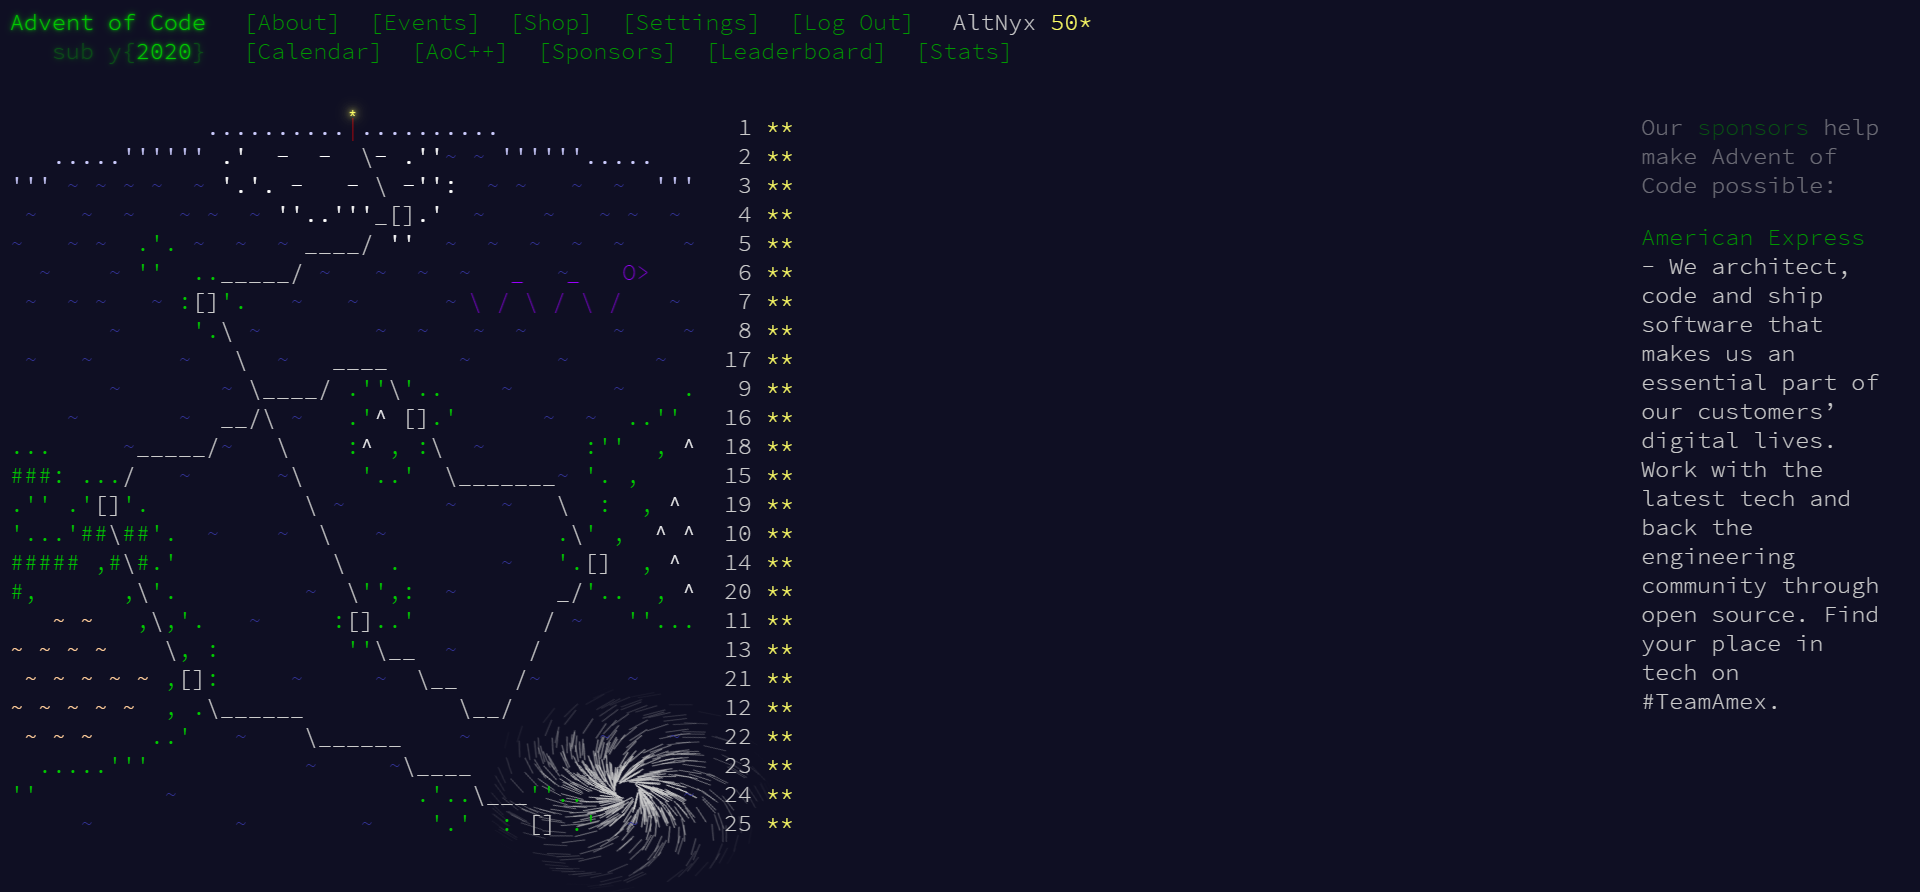 Advent of Code [About] [Events] [Shop] [Settings] [Log Out] AltNyx 50*
sub y{2020} [Calendar] [AoC++] [Sponsors] [Leaderboard] [Stats]
1 **
2 **
3 **
4 **
5 **
6 **
7 **
8 **
17 **
9 **
16 **
18 **
15 **
19 **
10 **
14 **
20 **
11 **
13 **
21 **
12 **
22 **
23 **
24 **
25 **
Our sponsors help
make Advent of
Code possible:
American Express
- We architect,
code and ship
software that
makes us an
essential part of
our customers’
digital lives.
Work with the
latest tech and
back the
engineering
community through
open source. Find
your place in
tech on
#TeamAmex.